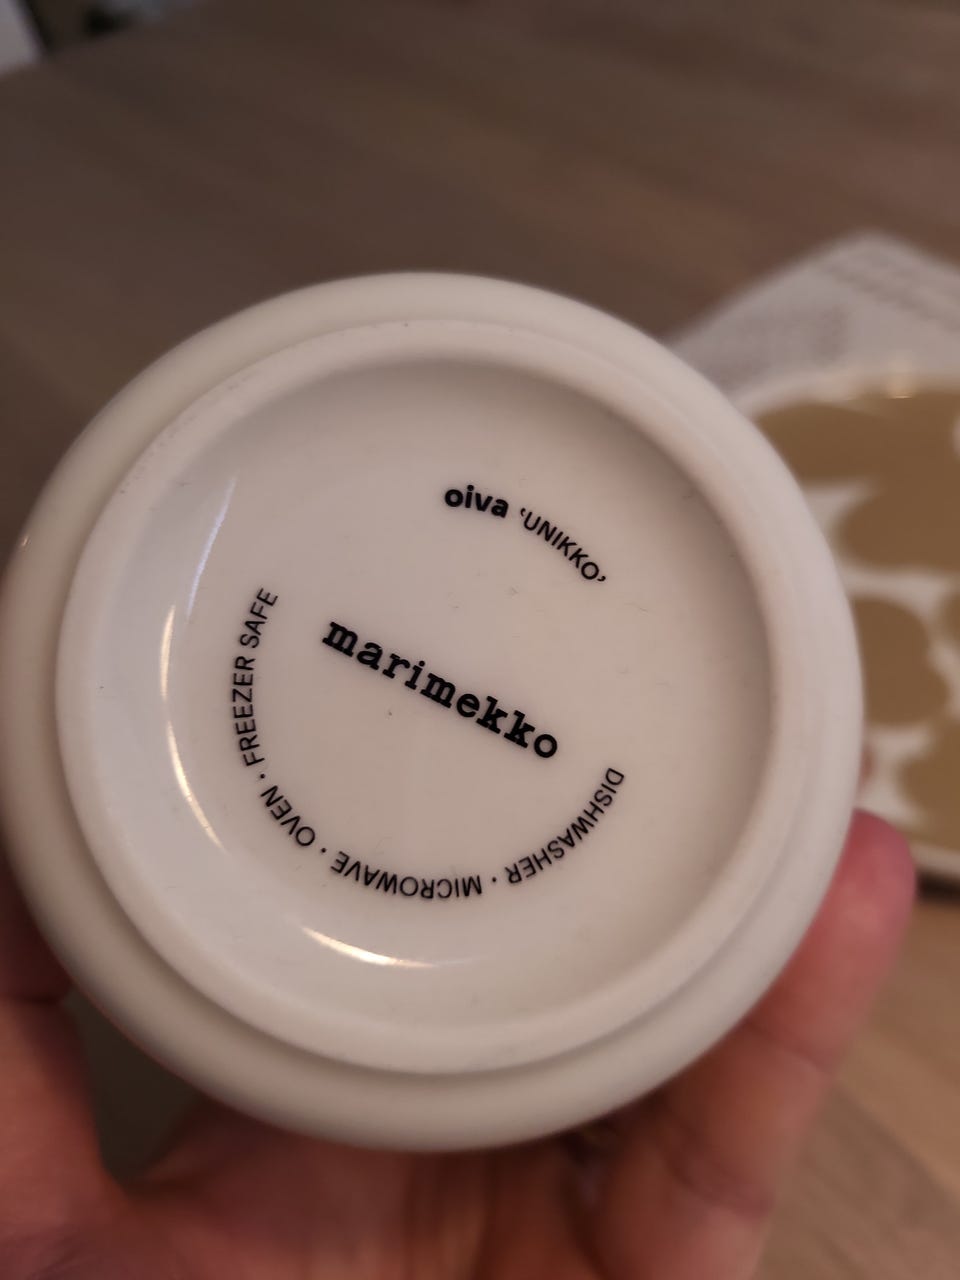 oiva 'UNIKKO'
marimekko
DISHWASHER · MICROWAVE · OVEN · FREEZER SAFE